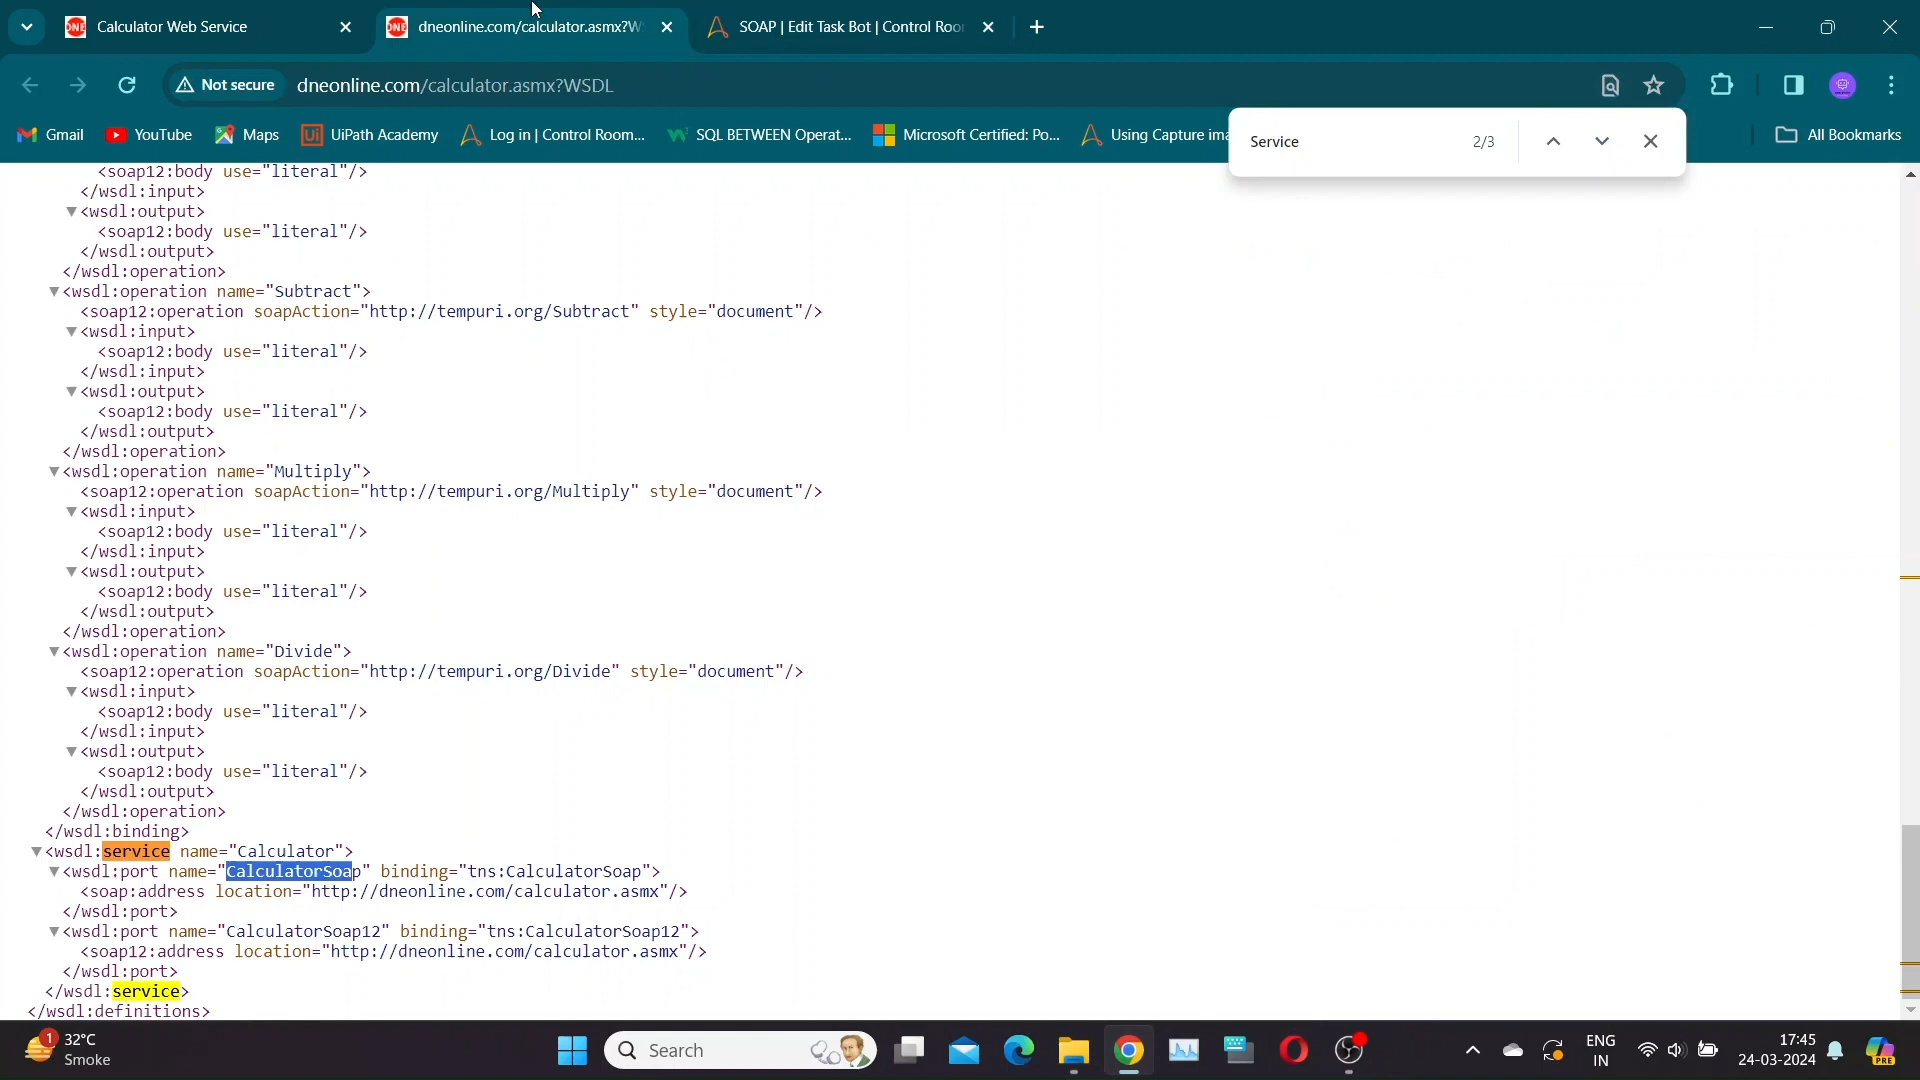 Calculator Web Service
dneonline.com/calculator.asmx?W
SOAP | Edit Task Bot | Control Roo
Not secure
dneonline.com/calculator.asmx?WSDL
Gmail
YouTube
Maps
UiPath Academy
Log in | Control Room...
SQL BETWEEN Operat...
Microsoft Certified: Po...
Using Capture ima
All Bookmarks
Service
2/3
<soap12:body use="literal"/>
</wsdl:input>
▼<wsdl:output>
<soap12:body use="literal"/>
</wsdl:output>
</wsdl:operation>
▼<wsdl:operation name="Subtract">
<soap12:operation soapAction="http://tempuri.org/Subtract" style="document"/>
▼<wsdl:input>
<soap12:body use="literal"/>
</wsdl:input>
▼<wsdl:output>
<soap12:body use="literal"/>
</wsdl:output>
</wsdl:operation>
▼<wsdl:operation name="Multiply">
<soap12:operation soapAction="http://tempuri.org/Multiply" style="document"/>
▼<wsdl:input>
<soap12:body use="literal"/>
</wsdl:input>
▼<wsdl:output>
<soap12:body use="literal"/>
</wsdl:output>
</wsdl:operation>
▼<wsdl:operation name="Divide">
<soap12:operation soapAction="http://tempuri.org/Divide" style="document"/>
▼<wsdl:input>
<soap12:body use="literal"/>
</wsdl:input>
▼<wsdl:output>
<soap12:body use="literal"/>
</wsdl:output>
</wsdl:operation>
</wsdl:binding>
▼<wsdl:service name="Calculator">
▼<wsdl:port name="CalculatorSoap" binding="tns:CalculatorSoap">
<soap:address location="http://dneonline.com/calculator.asmx"/>
</wsdl:port>
▼<wsdl:port name="CalculatorSoap12" binding="tns:CalculatorSoap12">
<soap12:address location="http://dneonline.com/calculator.asmx"/>
</wsdl:port>
</wsdl:service>
</wsdl:definitions>
1
32°C
Smoke
Search
ENG
IN
17:45
24-03-2024
PRE